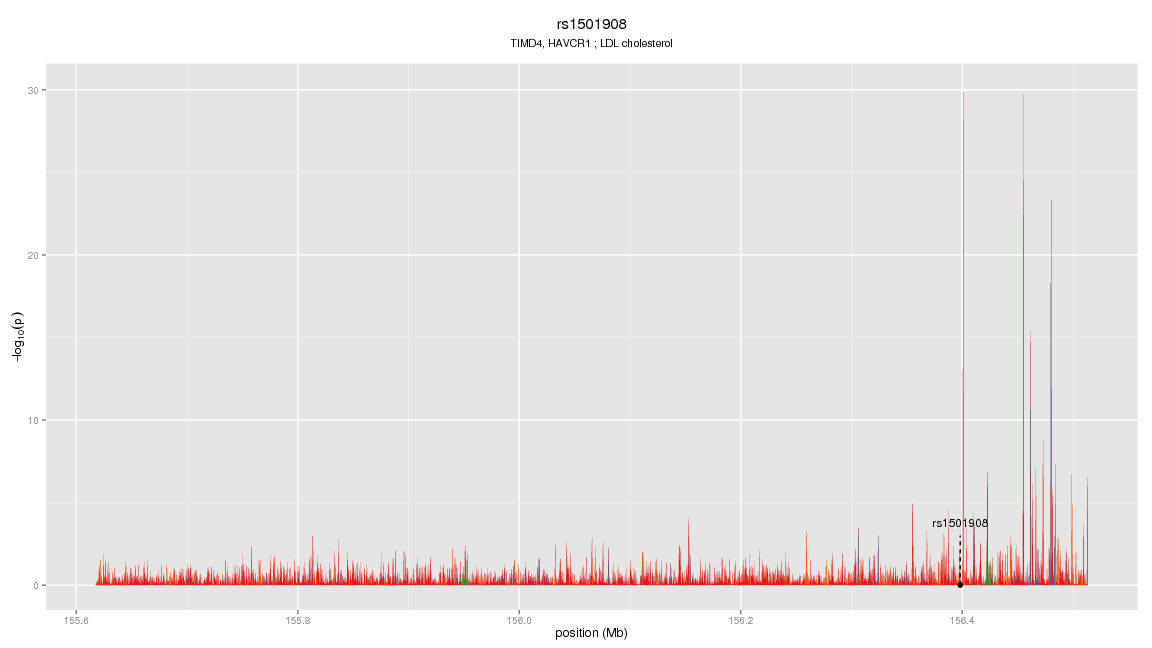 rs1501908
TIMD4, HAVCR1 ; LDL cholesterol
30
20
10
0
−log10(p)
rs1501908
155.6 155.8 156.0 156.2 156.4
position (Mb)